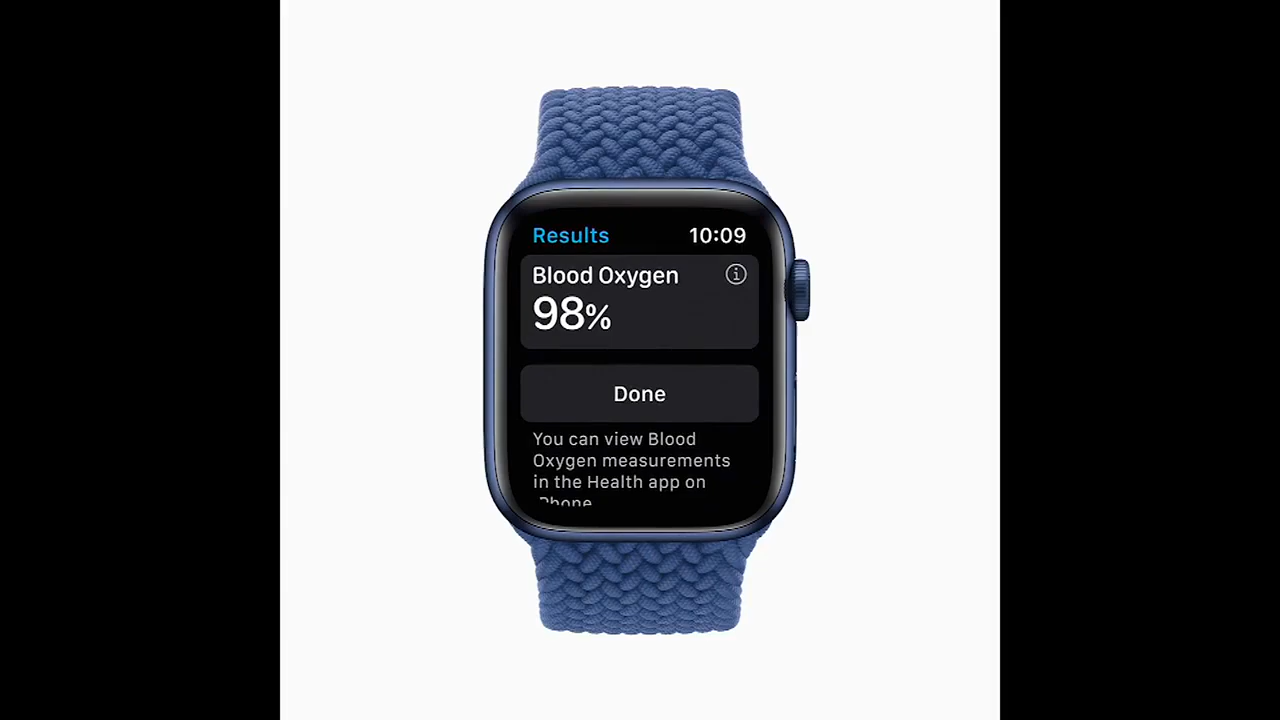 Results 10:09
Blood Oxygen
98%
Done
You can view Blood
Oxygen measurements
in the Health app on